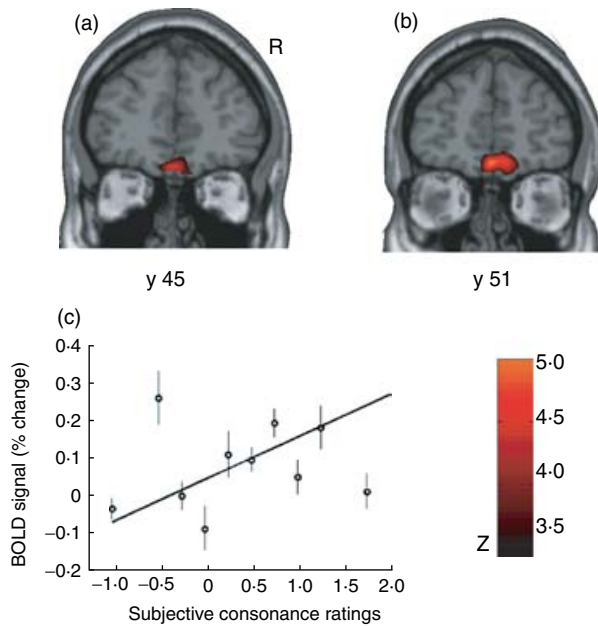 (a)
R
(b)
y 45
y 51
(c)
BOLD signal (% change)
0·4
0·3
0·2
0·1
0
−0·1
−0·2
−1·0 −0·5 0 0·5 1·0 1·5 2·0
Subjective consonance ratings
5·0
4·5
4·0
3·5
Z